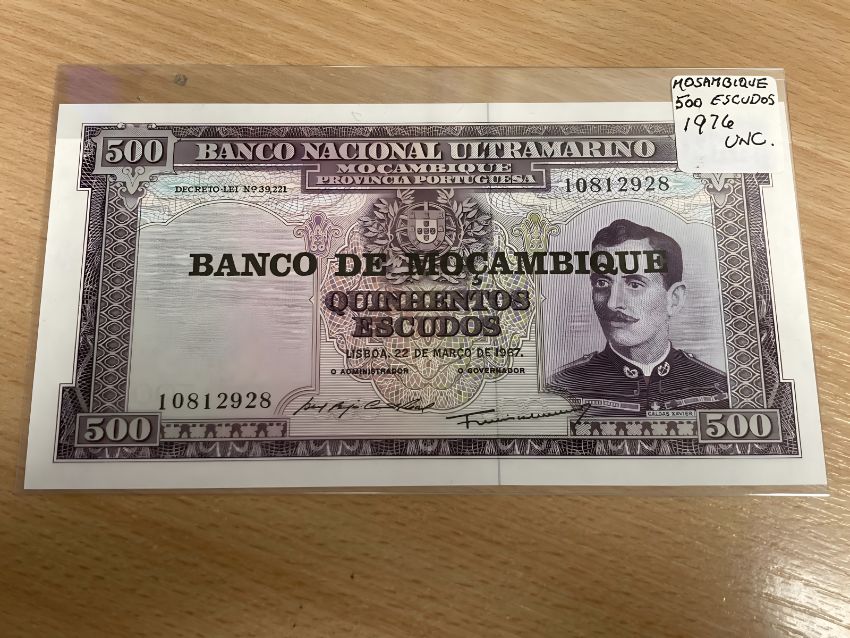 MOSAMBIQUE
500 ESCUDOS
1976
UNC.
500
BANCO NACIONAL ULTRAMARINO
MOÇAMBIQUE
PROVINCIA PORTUGUESA
DECRETO-LEI Nº 39,221
10812928
BANCO DE MOÇAMBIQUE
QUINHENTOS
ESCUDOS
LISBOA, 22 DE MARÇO DE 1967.
O ADMINISTRADOR O GOVERNADOR
10812928
CALDAS XAVIER
500 500